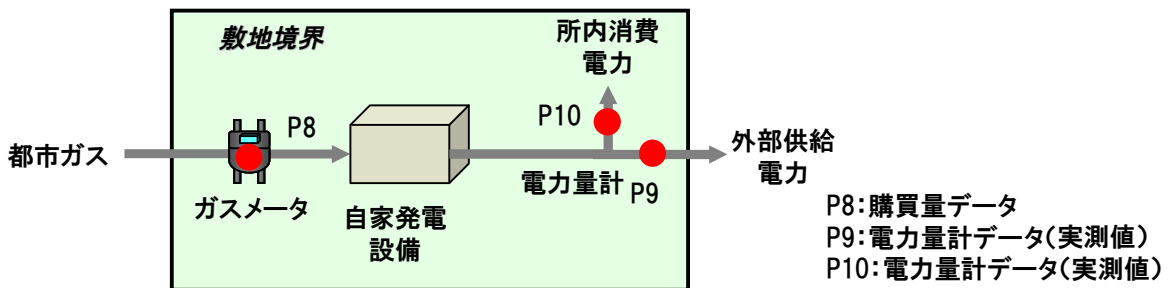 敷地境界
所内消費
電力
P10
P8
都市ガス
外部供給
電力
電力量計
P9
ガスメータ
自家発電
設備
P8：購買量データ
P9：電力量計データ(実測値)
P10：電力量計データ(実測値)